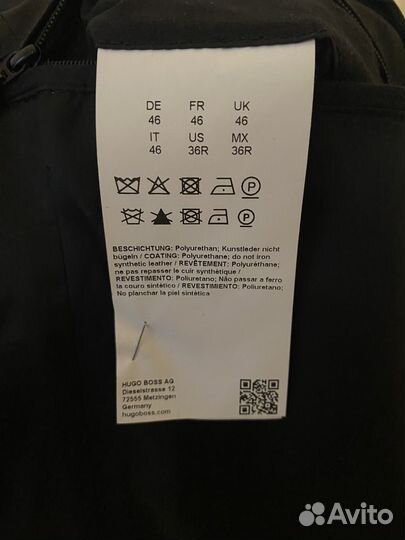 DE FR UK
46 46 46
IT US MX
46 36R 36R
BESCHICHTUNG: Polyurethan; Kunstleder nicht
bügeln / COATING: Polyurethane; do not iron
synthetic leather / REVÊTEMENT: Polyuréthane;
ne pas repasser le cuir synthétique /
REVESTIMENTO: Poliuretano; Não passar a ferro
la couro sintético / REVESTIMIENTO: Poliuretano;
No planchar la piel sintética
HUGO BOSS AG
Dieselstrasse 12
72555 Metzingen
Germany
hugoboss.com
Avito